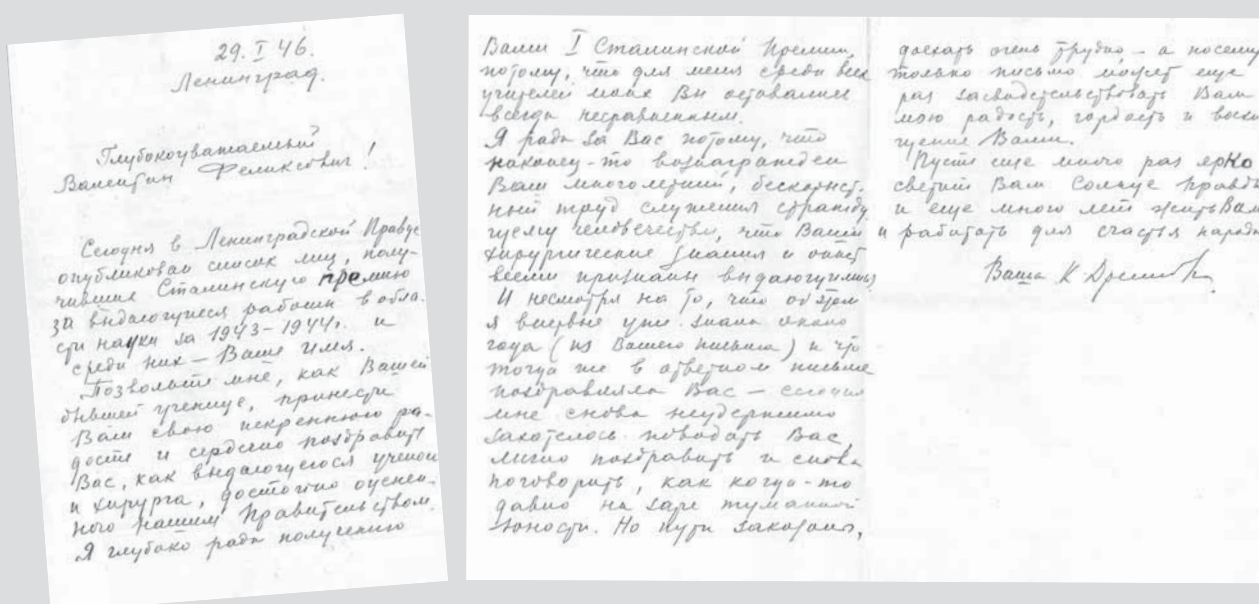 29. I 46.
Ленинград.
Глубокоуважаемый
Валентин Феликсович!
Сегодня в Ленинградской Правде
опубликован список лиц, полу-
чивших Сталинскую премию
за выдающиеся работы в обла-
сти науки за 1943-1944г. и
среди них — Ваше имя.
Позвольте мне, как Вашей
бывшей ученице, принести
Вам свою искреннюю ра-
дость и сердечно поздравить
Вас, как выдающегося ученого
и хирурга, достойно оценен-
ного нашим Правительством.
Я глубоко рада получению
Вами I Сталинской Премии,
потому, что для меня среди всех
учителей моих Вы оставались
всегда несравненным.
Я рада за Вас потому, что
наконец-то вознагражден
Ваш многолетний, бескорыст.
ный труд служения страдаю
щему человечеству, что Ваши
хирургические знания и опыт
всеми признаны выдающимися
И несмотря на то, что об этом
я впервые уже знала около
года (из Вашего письма) и что
тогда же в ответном письме
поздравляла Вас — сегодня
мне снова неудержимо
захотелось повидать Вас,
лично поздравить и снова
поговорить, как когда-то
давно на заре туманной
юности. Но пути заказаны,
доехать очень трудно — а посему
только письмо может еще
раз засвидетельствовать Вам
мою радость, гордость и восхи
щение Вами.
Пусть еще много раз ярко
светит Вам Солнце Правды
и еще много лет жить Вам
и работать для счастья народа
Ваша К